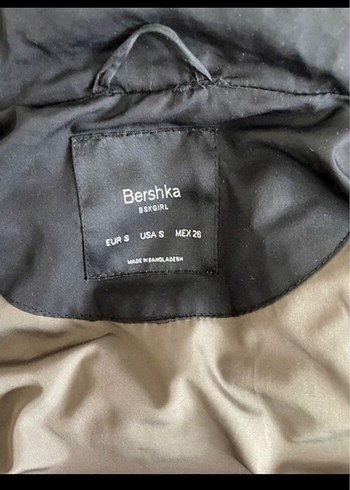 Bershka
BSKGIRL
EUR S USA S MEX 26
MADE IN BANGLADESH